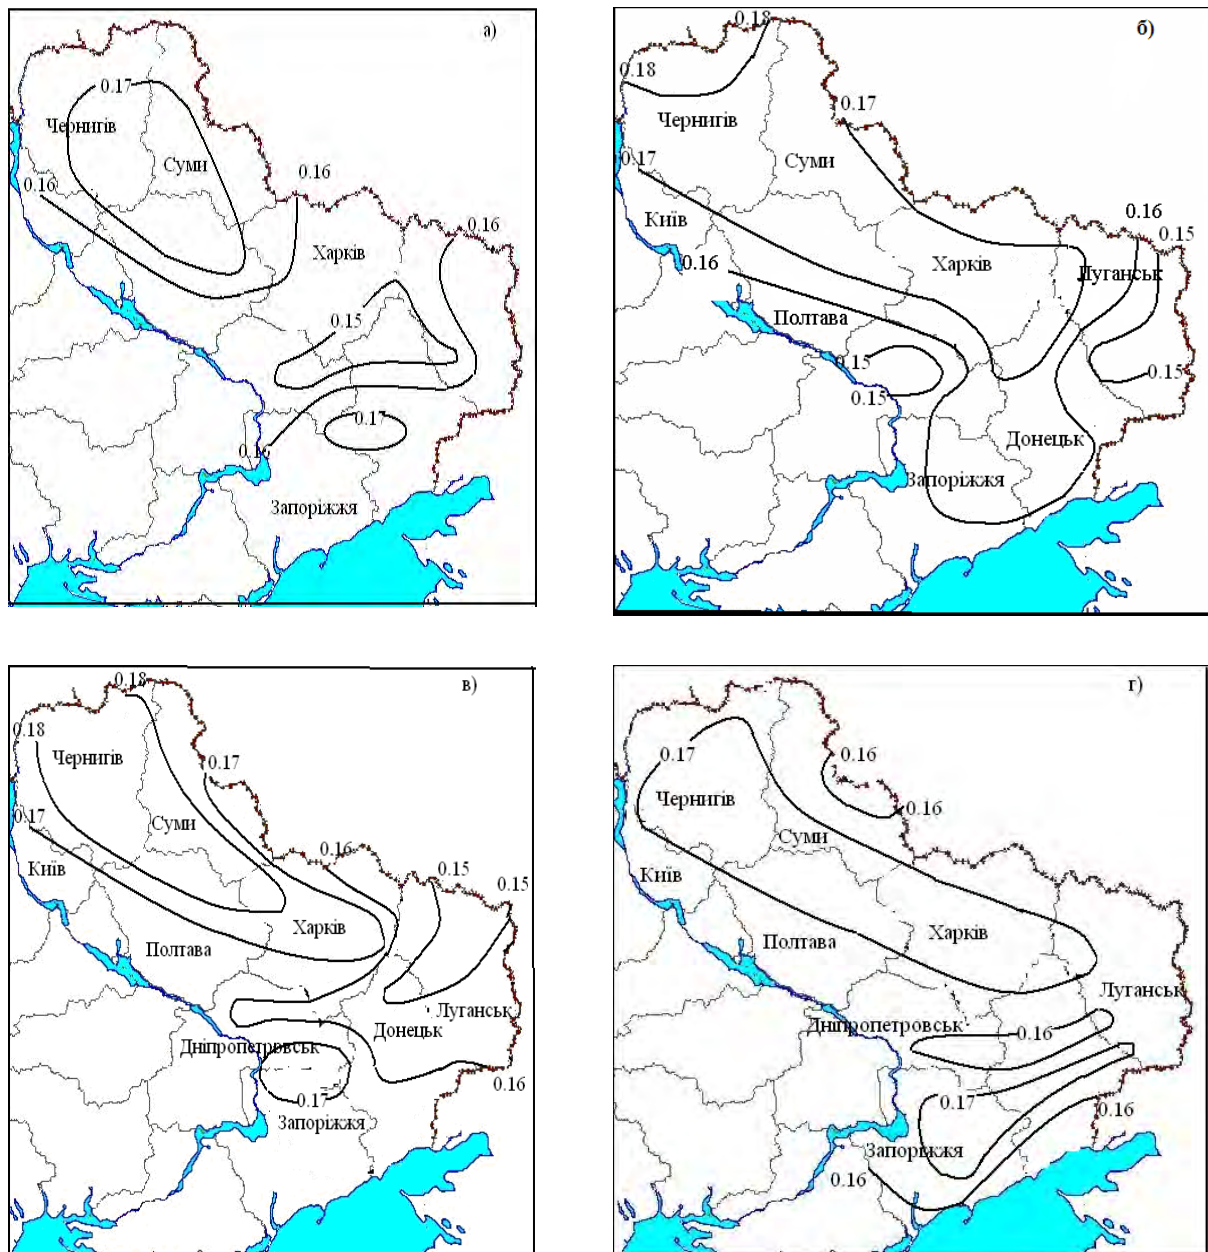 а)
0.17
Чернигів
Суми
0.16
0.16
0.16
Харків
0.15
0.17
0.16
Запоріжжя
б)
0.18
0.18
0.17
Чернигів
Суми
0.17
Київ
0.16
0.15
0.16
Харків
Луганськ
Полтава
0.15
0.15
0.15
Донецьк
Запоріжжя
в)
0.18
0.18
Чернигів
0.17
0.17
Суми
0.16
Київ
0.15
0.15
Харків
Полтава
Луганськ
Донецьк
Дніпропетровськ
0.16
0.17
Запоріжжя
г)
0.17
0.16
Чернигів
0.16
Суми
Київ
Харків
Полтава
Луганськ
Дніпропетровськ
0.16
0.17
0.16
Запоріжжя
0.16